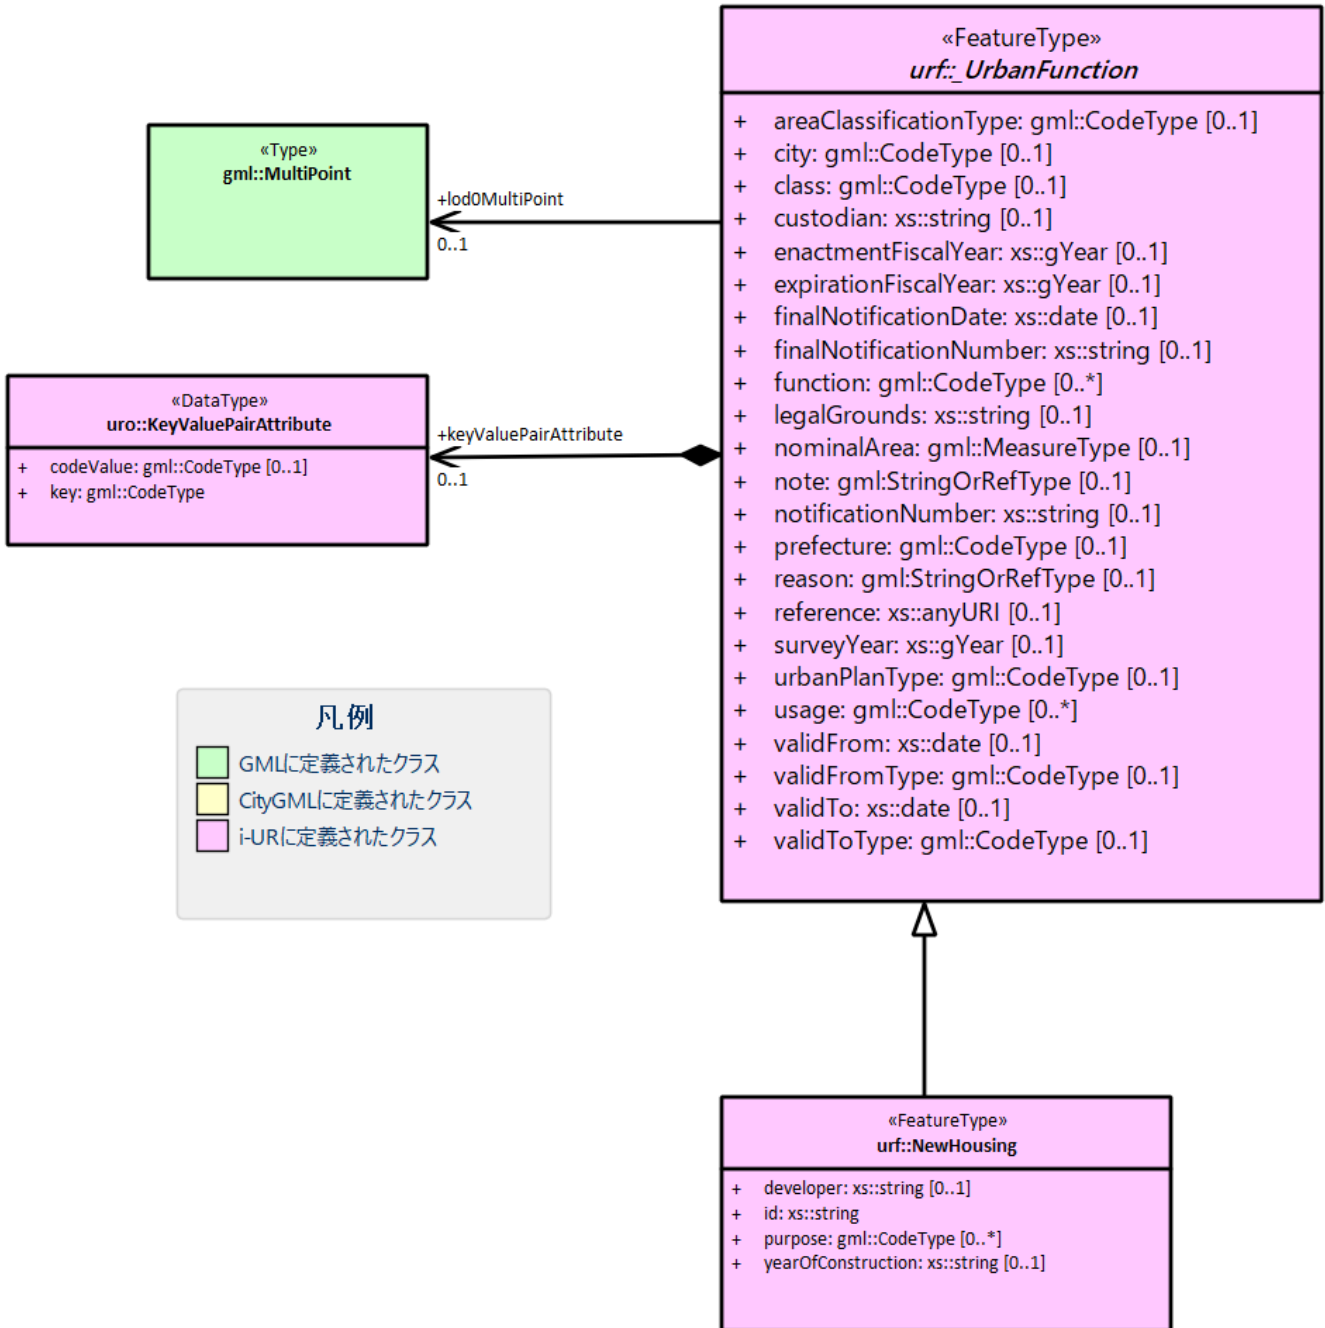 «FeatureType»
urf::_UrbanFunction
+ areaClassificationType: gml::CodeType [0..1]
+ city: gml::CodeType [0..1]
+ class: gml::CodeType [0..1]
+ custodian: xs::string [0..1]
+ enactmentFiscalYear: xs::gYear [0..1]
+ expirationFiscalYear: xs::gYear [0..1]
+ finalNotificationDate: xs::date [0..1]
+ finalNotificationNumber: xs::string [0..1]
+ function: gml::CodeType [0..*]
+ legalGrounds: xs::string [0..1]
+ nominalArea: gml::MeasureType [0..1]
+ note: gml:StringOrRefType [0..1]
+ notificationNumber: xs::string [0..1]
+ prefecture: gml::CodeType [0..1]
+ reason: gml:StringOrRefType [0..1]
+ reference: xs::anyURI [0..1]
+ surveyYear: xs::gYear [0..1]
+ urbanPlanType: gml::CodeType [0..1]
+ usage: gml::CodeType [0..*]
+ validFrom: xs::date [0..1]
+ validFromType: gml::CodeType [0..1]
+ validTo: xs::date [0..1]
+ validToType: gml::CodeType [0..1]
«Type»
gml::MultiPoint
+lod0MultiPoint
0..1
«DataType»
uro::KeyValuePairAttribute
+ codeValue: gml::CodeType [0..1]
+ key: gml::CodeType
+keyValuePairAttribute
0..1
凡例
GMLに定義されたクラス
CityGMLに定義されたクラス
i-URに定義されたクラス
«FeatureType»
urf::NewHousing
+ developer: xs::string [0..1]
+ id: xs::string
+ purpose: gml::CodeType [0..*]
+ yearOfConstruction: xs::string [0..1]